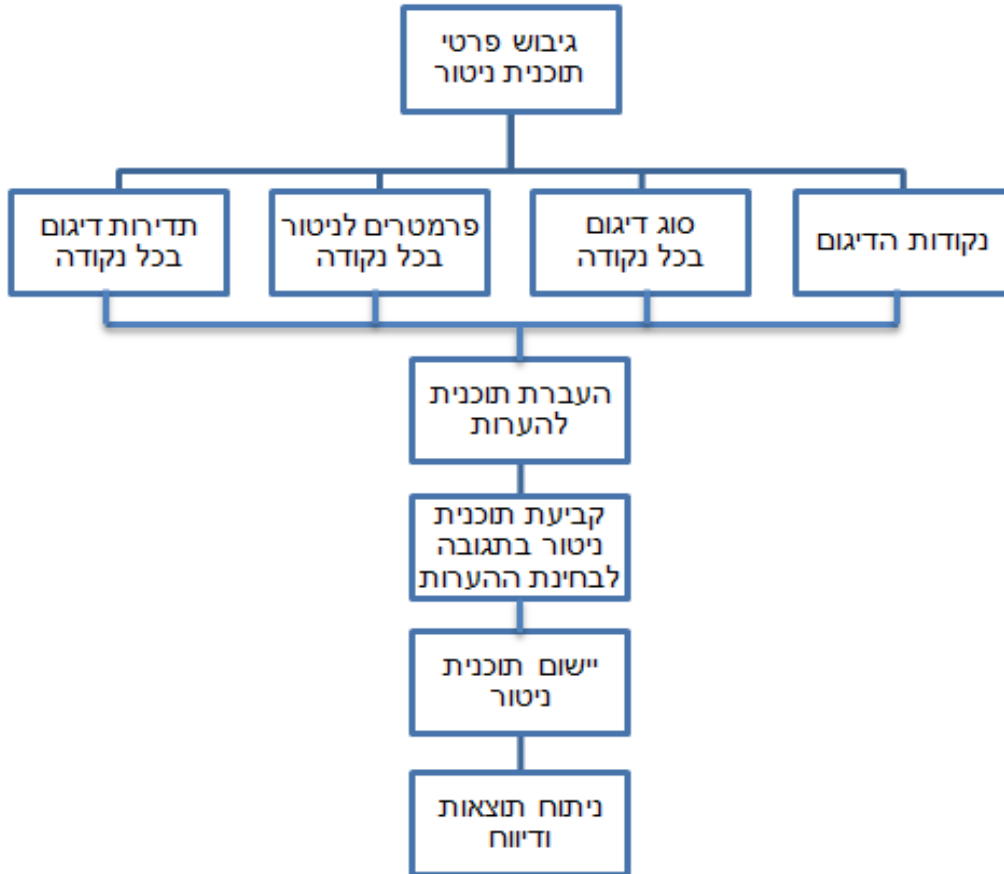 גיבוש פרטי
תוכנית ניטור
נקודות הדיגום
סוג דיגום
בכל נקודה
פרמטרים לניטור
בכל נקודה
תדירות דיגום
בכל נקודה
העברת תוכנית
להערות
קביעת תוכנית
ניטור בתגובה
לבחינת ההערות
יישום תוכנית
ניטור
ניתוח תוצאות
ודיווח